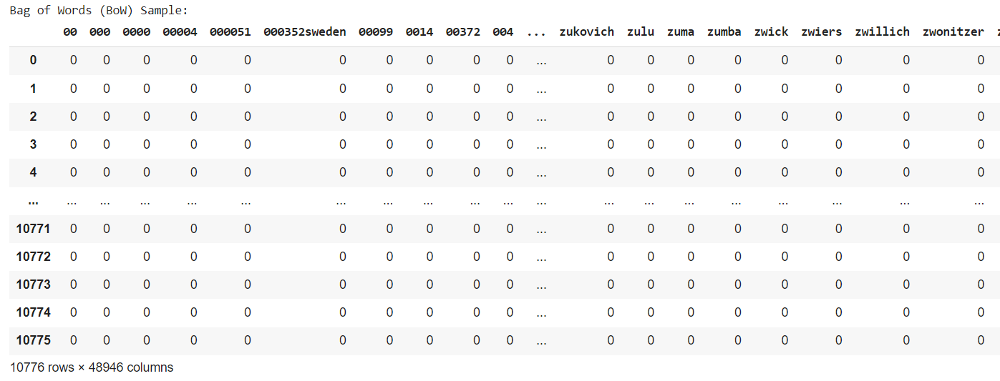 Bag of Words (BoW) Sample:
00 000 0000 00004 000051 000352sweden 00099 0014 00372 004 ... zukovich zulu zuma zumba zwick zwiers zwillich zwonitzer
0 0 0 0 0 0 0 0 0 0 0 ... 0 0 0 0 0 0 0 0
1 0 0 0 0 0 0 0 0 0 0 ... 0 0 0 0 0 0 0 0
2 0 0 0 0 0 0 0 0 0 0 ... 0 0 0 0 0 0 0 0
3 0 0 0 0 0 0 0 0 0 0 ... 0 0 0 0 0 0 0 0
4 0 0 0 0 0 0 0 0 0 0 ... 0 0 0 0 0 0 0 0
... ... ... ... ... ... ... ... ... ... ... ... ... ... ... ... ... ... ... ...
10771 0 0 0 0 0 0 0 0 0 0 ... 0 0 0 0 0 0 0 0
10772 0 0 0 0 0 0 0 0 0 0 ... 0 0 0 0 0 0 0 0
10773 0 0 0 0 0 0 0 0 0 0 ... 0 0 0 0 0 0 0 0
10774 0 0 0 0 0 0 0 0 0 0 ... 0 0 0 0 0 0 0 0
10775 0 0 0 0 0 0 0 0 0 0 ... 0 0 0 0 0 0 0 0
10776 rows × 48946 columns